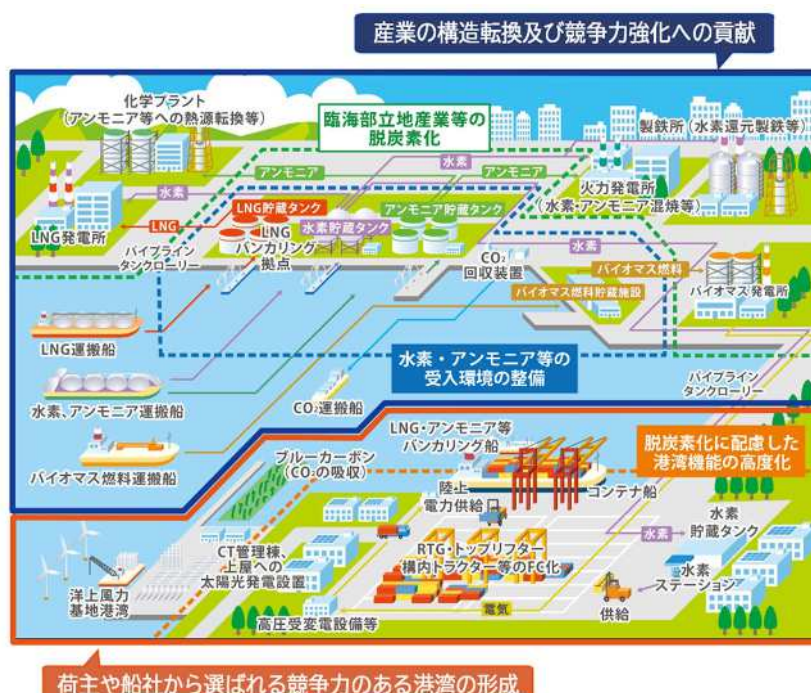 産業の構造転換及び競争力強化への貢献
化学プラント
(アンモニア等への熱源転換等)
臨海部立地産業等の
脱炭素化
製鉄所(水素還元製鉄等)
水素
アンモニア
アンモニア
水素
火力発電所
(水素・アンモニア混焼等)
LNG貯蔵タンク
アンモニア貯蔵タンク
水素貯蔵タンク
LNG
LNG発電所
LNG
バンカリング
拠点
パイプライン
タンクローリー
CO₂
回収装置
水素
バイオマス燃料
バイオマス発電所
バイオマス燃料貯蔵施設
LNG運搬船
水素・アンモニア等の
受入環境の整備
水素、アンモニア運搬船
CO₂運搬船
パイプライン
タンクローリー
バイオマス燃料運搬船
ブルーカーボン
(CO₂の吸収)
LNG・アンモニア等
バンカリング船
脱炭素化に配慮した
港湾機能の高度化
陸上
電力供給
コンテナ船
水素
貯蔵タンク
水素
CT管理棟、
上屋への
太陽光発電設置
RTG・トップリフター
構内トラクター等のFC化
水素
ステーション
洋上風力
基地港湾
高圧受変電設備等
電気
供給
荷主や船社から選ばれる競争力のある港湾の形成